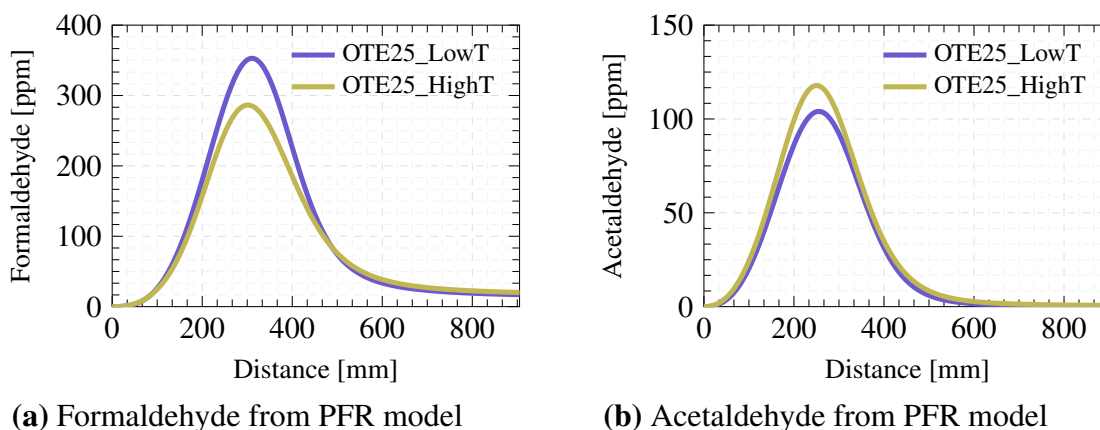 400
300
200
100
0
Formaldehyde [ppm]
OTE25_LowT
OTE25_HighT
0 200 400 600 800
Distance [mm]
(a) Formaldehyde from PFR model
150
100
50
0
Acetaldehyde [ppm]
OTE25_LowT
OTE25_HighT
0 200 400 600 800
Distance [mm]
(b) Acetaldehyde from PFR model